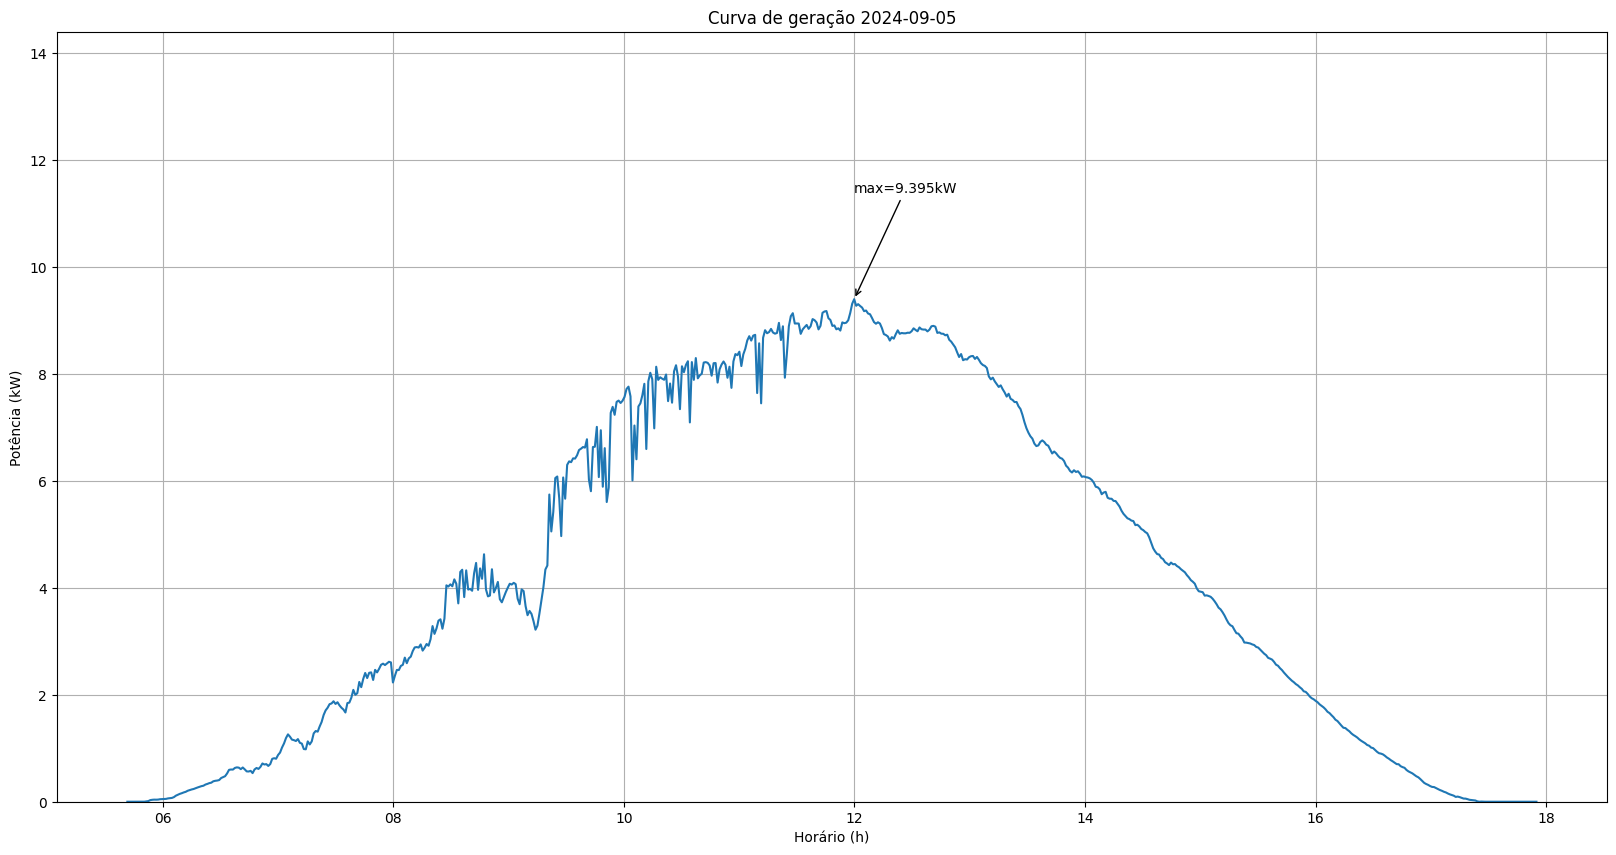 Curva de geração 2024-09-05
14
12
max=9.395kW
10
8
Potência (kW)
6
4
2
0
06 08 10 12 14 16 18
Horário (h)